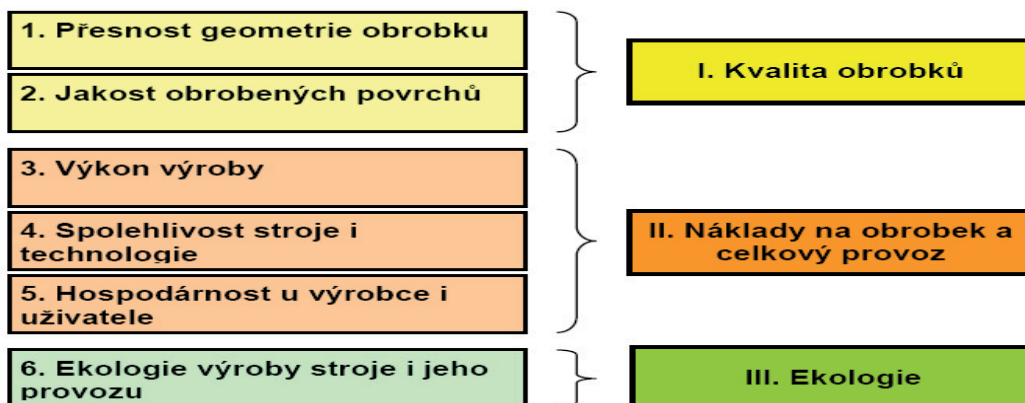 1. Přesnost geometrie obrobku
2. Jakost obrobených povrchů
I. Kvalita obrobků
3. Výkon výroby
4. Spolehlivost stroje i
technologie
5. Hospodárnost u výrobce i
uživatele
II. Náklady na obrobek a
celkový provoz
6. Ekologie výroby stroje i jeho
provozu
III. Ekologie